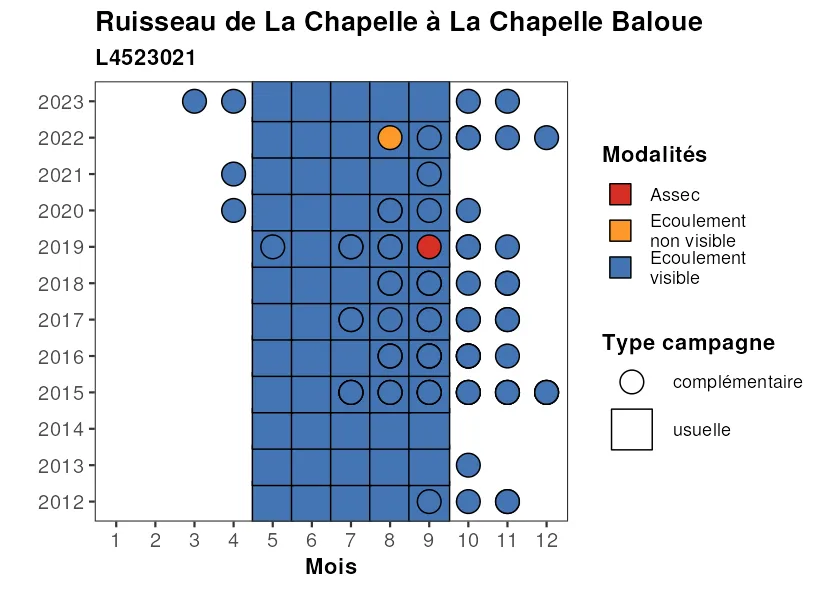 Ruisseau de La Chapelle à La Chapelle Baloue
L4523021
2023
2022
2021
2020
2019
2018
2017
2016
2015
2014
2013
2012
1 2 3 4 5 6 7 8 9 10 11 12
Mois
Modalités
Assec
Ecoulement
non visible
Ecoulement
visible
Type campagne
complémentaire
usuelle